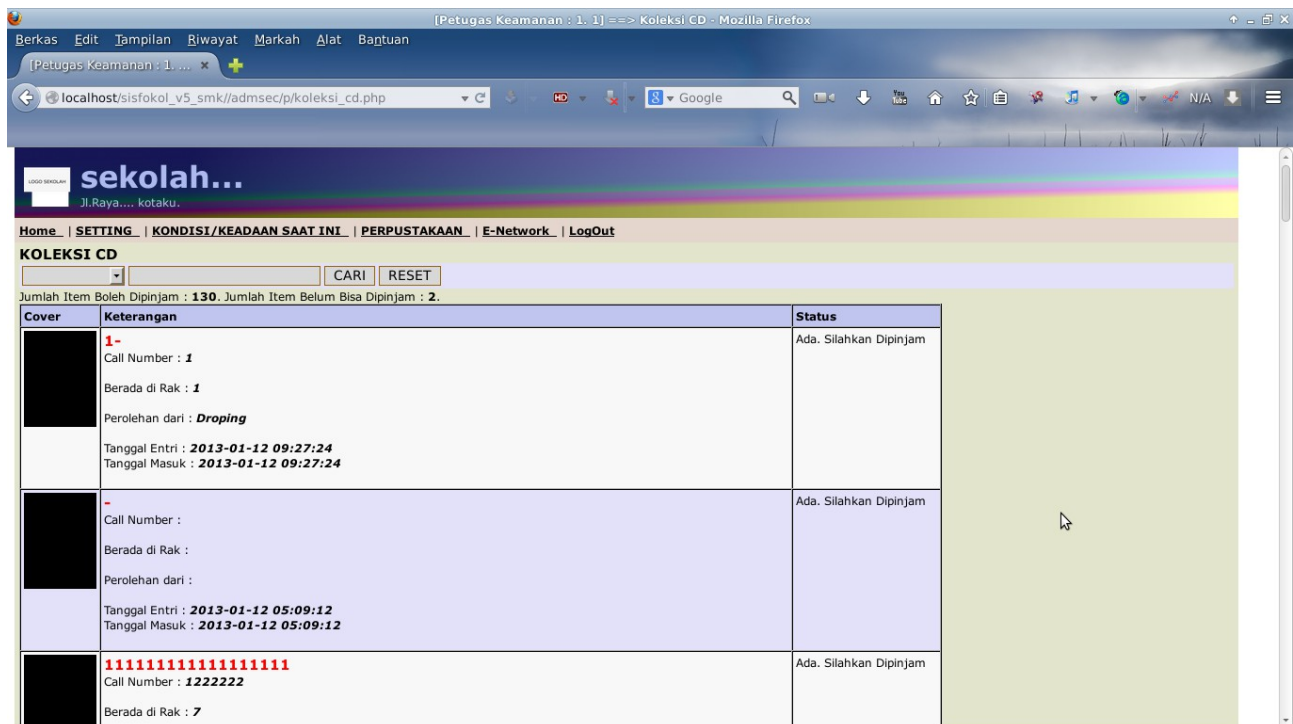 [Petugas Keamanan : 1. 1] ==> Koleksi CD - Mozilla Firefox
Berkas Edit Tampilan Riwayat Markah Alat Bantuan
[Petugas Keamanan : 1. ...
localhost/sisfokol_v5_smk//admsec/p/koleksi_cd.php
HD
8 Google
You Tube
N/A
LOGO SEKOLAH
sekolah...
Jl.Raya.... kotaku.
Home | SETTING | KONDISI/KEADAAN SAAT INI | PERPUSTAKAAN | E-Network | LogOut
KOLEKSI CD
CARI RESET
Jumlah Item Boleh Dipinjam : 130. Jumlah Item Belum Bisa Dipinjam : 2.
Cover Keterangan Status
1- Ada. Silahkan Dipinjam
Call Number : 1
Berada di Rak : 1
Perolehan dari : Droping
Tanggal Entri : 2013-01-12 09:27:24
Tanggal Masuk : 2013-01-12 09:27:24
- Ada. Silahkan Dipinjam
Call Number :
Berada di Rak :
Perolehan dari :
Tanggal Entri : 2013-01-12 05:09:12
Tanggal Masuk : 2013-01-12 05:09:12
111111111111111111 Ada. Silahkan Dipinjam
Call Number : 1222222
Berada di Rak : 7